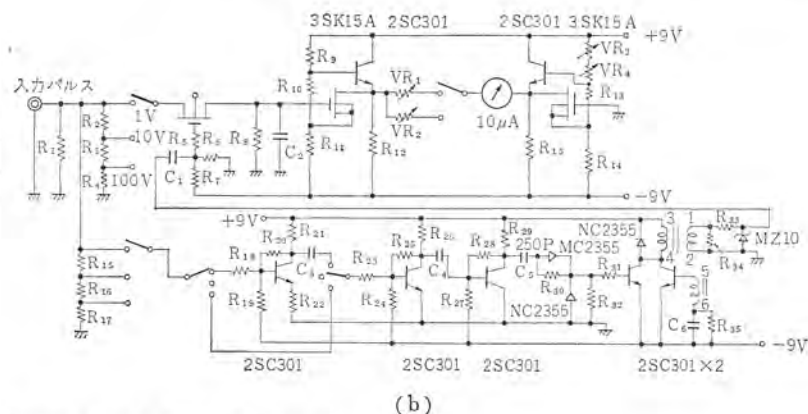 3SK15A 2SC301 2SC301 3SK15A
+9V
R9 VR3
VR4
入力パルス
R10 VR1 R13
1V
R2 10V R5 R6 R8 VR2 10μA
R1 R3 C2 R11 R12 R15 R14
R4 100V C1 R7
-9V
+9V R21 R25 R29 NC2355 3 1 R33
R20 R25 R28 250P MC2355 4 2 MZ10
R18 C3 R23 C4 C5 R34
R15 R31 5
R16 R19 R22 R24 R27 R30 R32 6
R17 NC2355 C6 R35
-9V
2SC301 2SC301 2SC301 2SC301×2
(b)